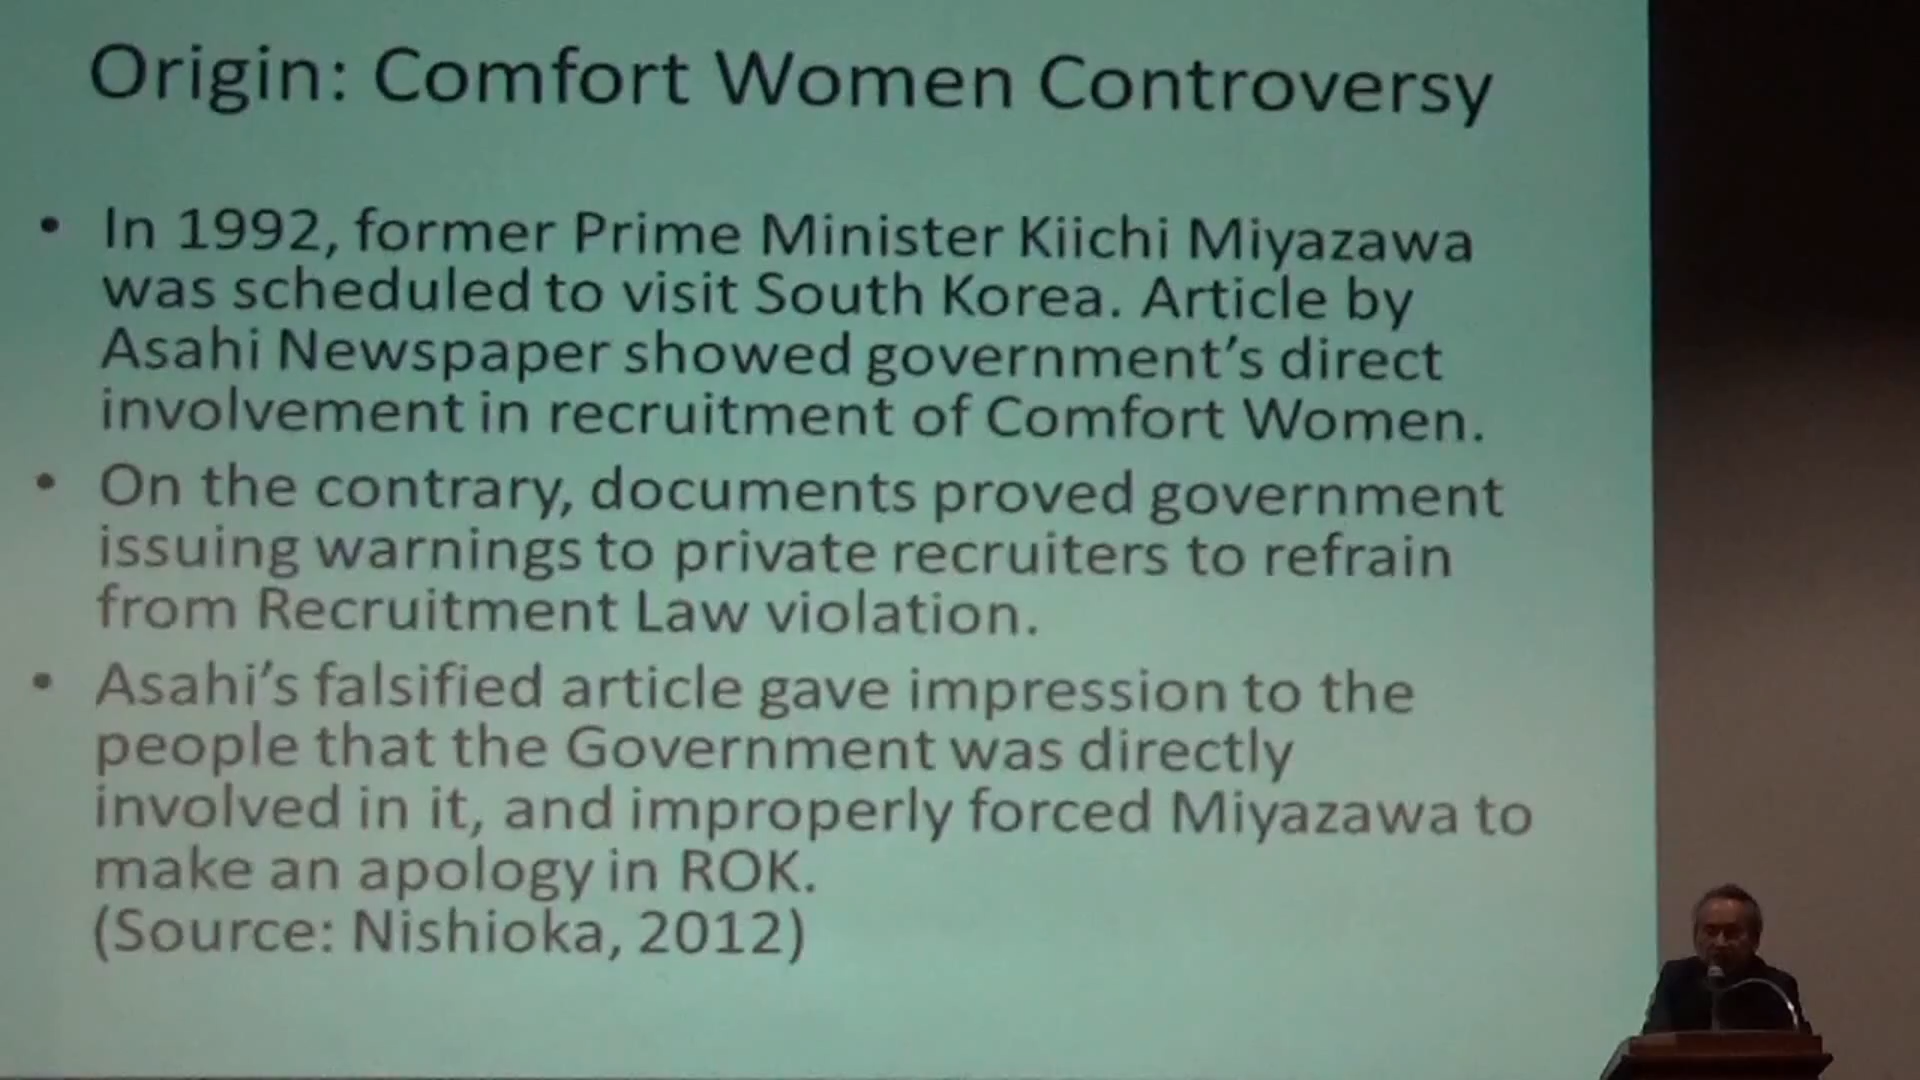 Origin: Comfort Women Controversy
• In 1992, former Prime Minister Kiichi Miyazawa
was scheduled to visit South Korea. Article by
Asahi Newspaper showed government’s direct
involvement in recruitment of Comfort Women.
• On the contrary, documents proved government
issuing warnings to private recruiters to refrain
from Recruitment Law violation.
• Asahi’s falsified article gave impression to the
people that the Government was directly
involved in it, and improperly forced Miyazawa to
make an apology in ROK.
(Source: Nishioka, 2012)